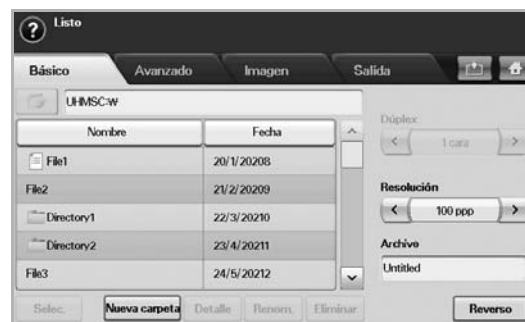 ? Listo
Básico Avanzado Imagen Salida
UHMSC:W
Nombre Fecha
File1 20/1/20208
File2 21/2/20209
Directory1 22/3/20210
Directory2 23/4/20211
File3 24/5/20212
Dúplex
< 1 cara >
Resolución
< 100 ppp >
Archivo
Untitled
Selec. Nueva carpeta Detalle Renom. Eliminar Reverso